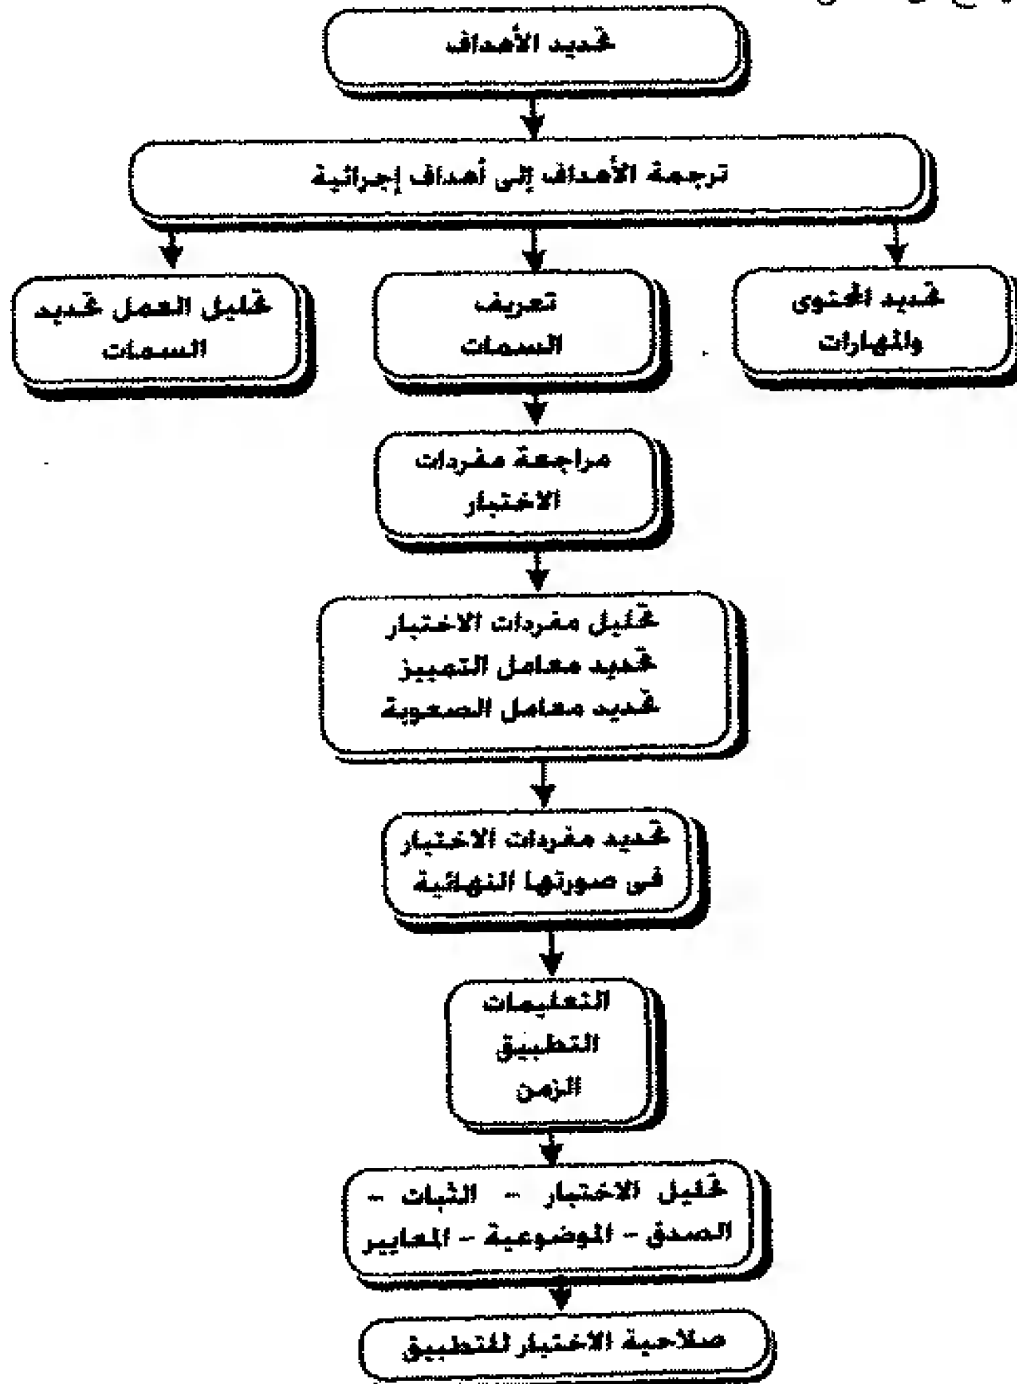 تحديد الأهداف
ترجمة الأهداف إلى أهداف إجرائية
تحديد المحتوى
والمهارات
تعريف
السمات
تحليل العمل تحديد
السمات
مراجعة مفردات
الاختبار
تحليل مفردات الاختبار
تحديد معامل التمييز
تحديد معامل الصعوبة
تحديد مفردات الاختبار
فى صورتها النهائية
التعليمات
التطبيق
الزمن
تحليل الاختبار - الثبات -
الصدق - الموضوعية - المعايير
صلاحية الاختبار للتطبيق